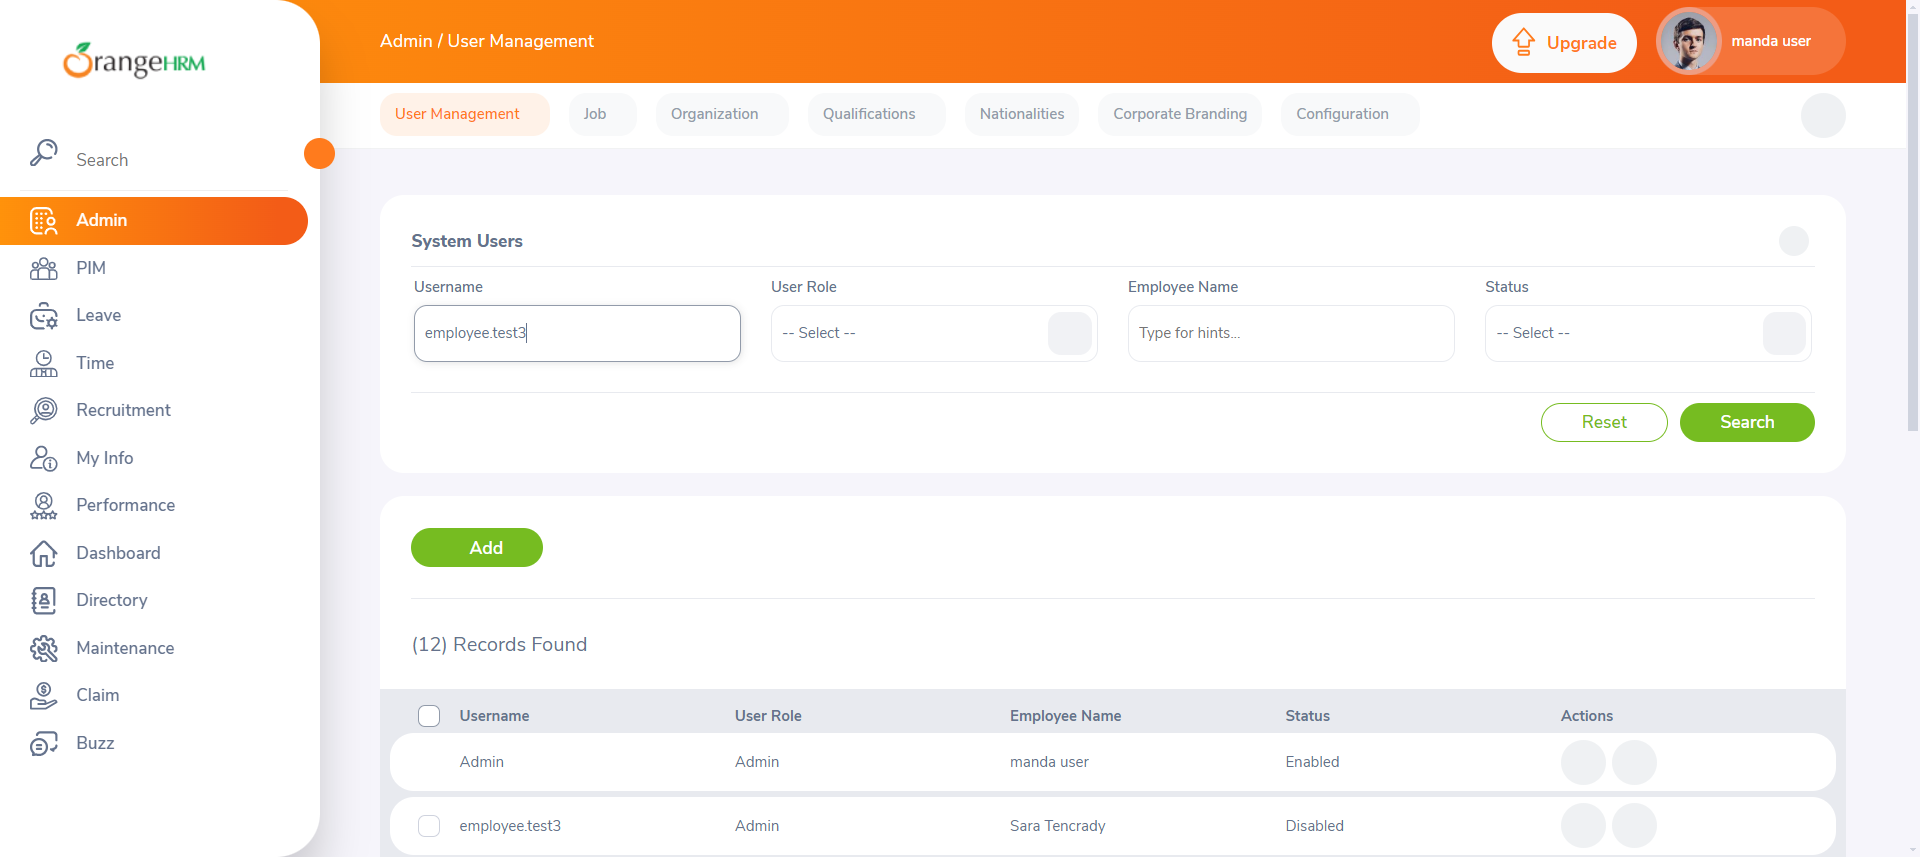 OrangeHRM
Admin / User Management
Upgrade
manda user
User Management
Job
Organization
Qualifications
Nationalities
Corporate Branding
Configuration
Search
Admin
PIM
Leave
Time
Recruitment
My Info
Performance
Dashboard
Directory
Maintenance
Claim
Buzz
System Users
Username
User Role
Employee Name
Status
employee.test3
-- Select --
Type for hints...
-- Select --
Reset
Search
Add
(12) Records Found
Username User Role Employee Name Status Actions
Admin Admin manda user Enabled
employee.test3 Admin Sara Tencrady Disabled